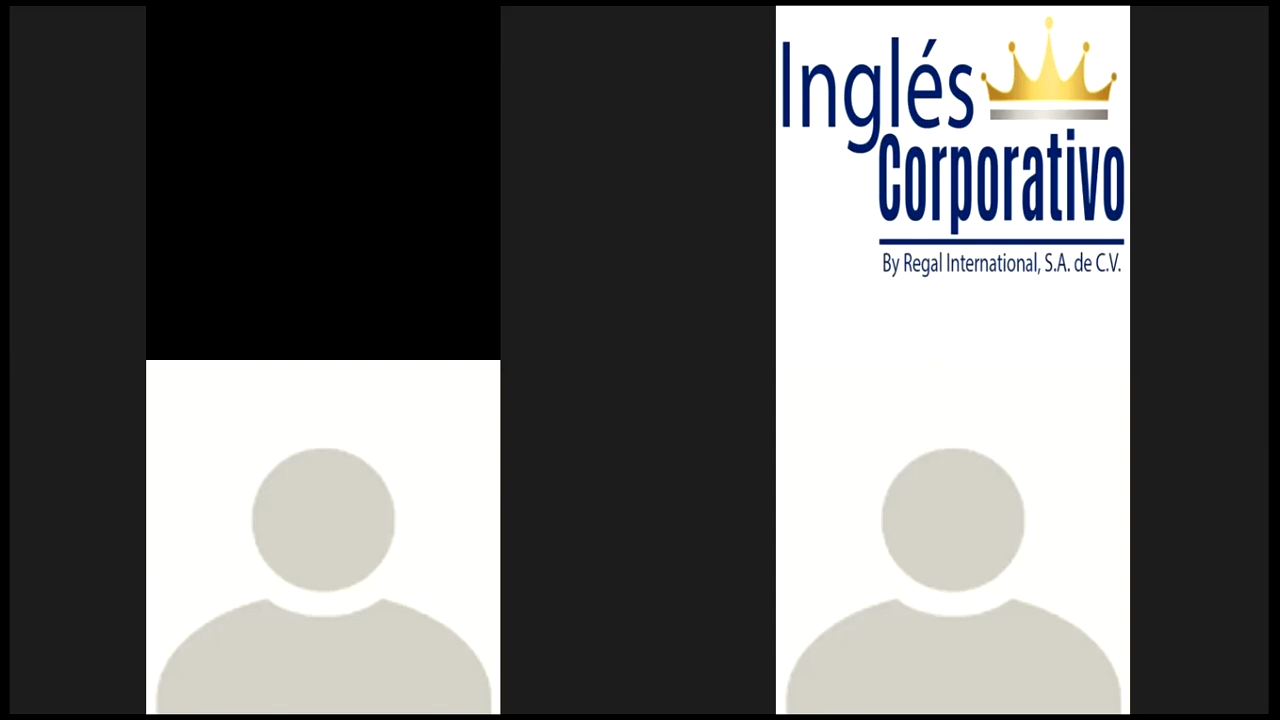 Inglés
Corporativo
By Regal International, S.A. de C.V.